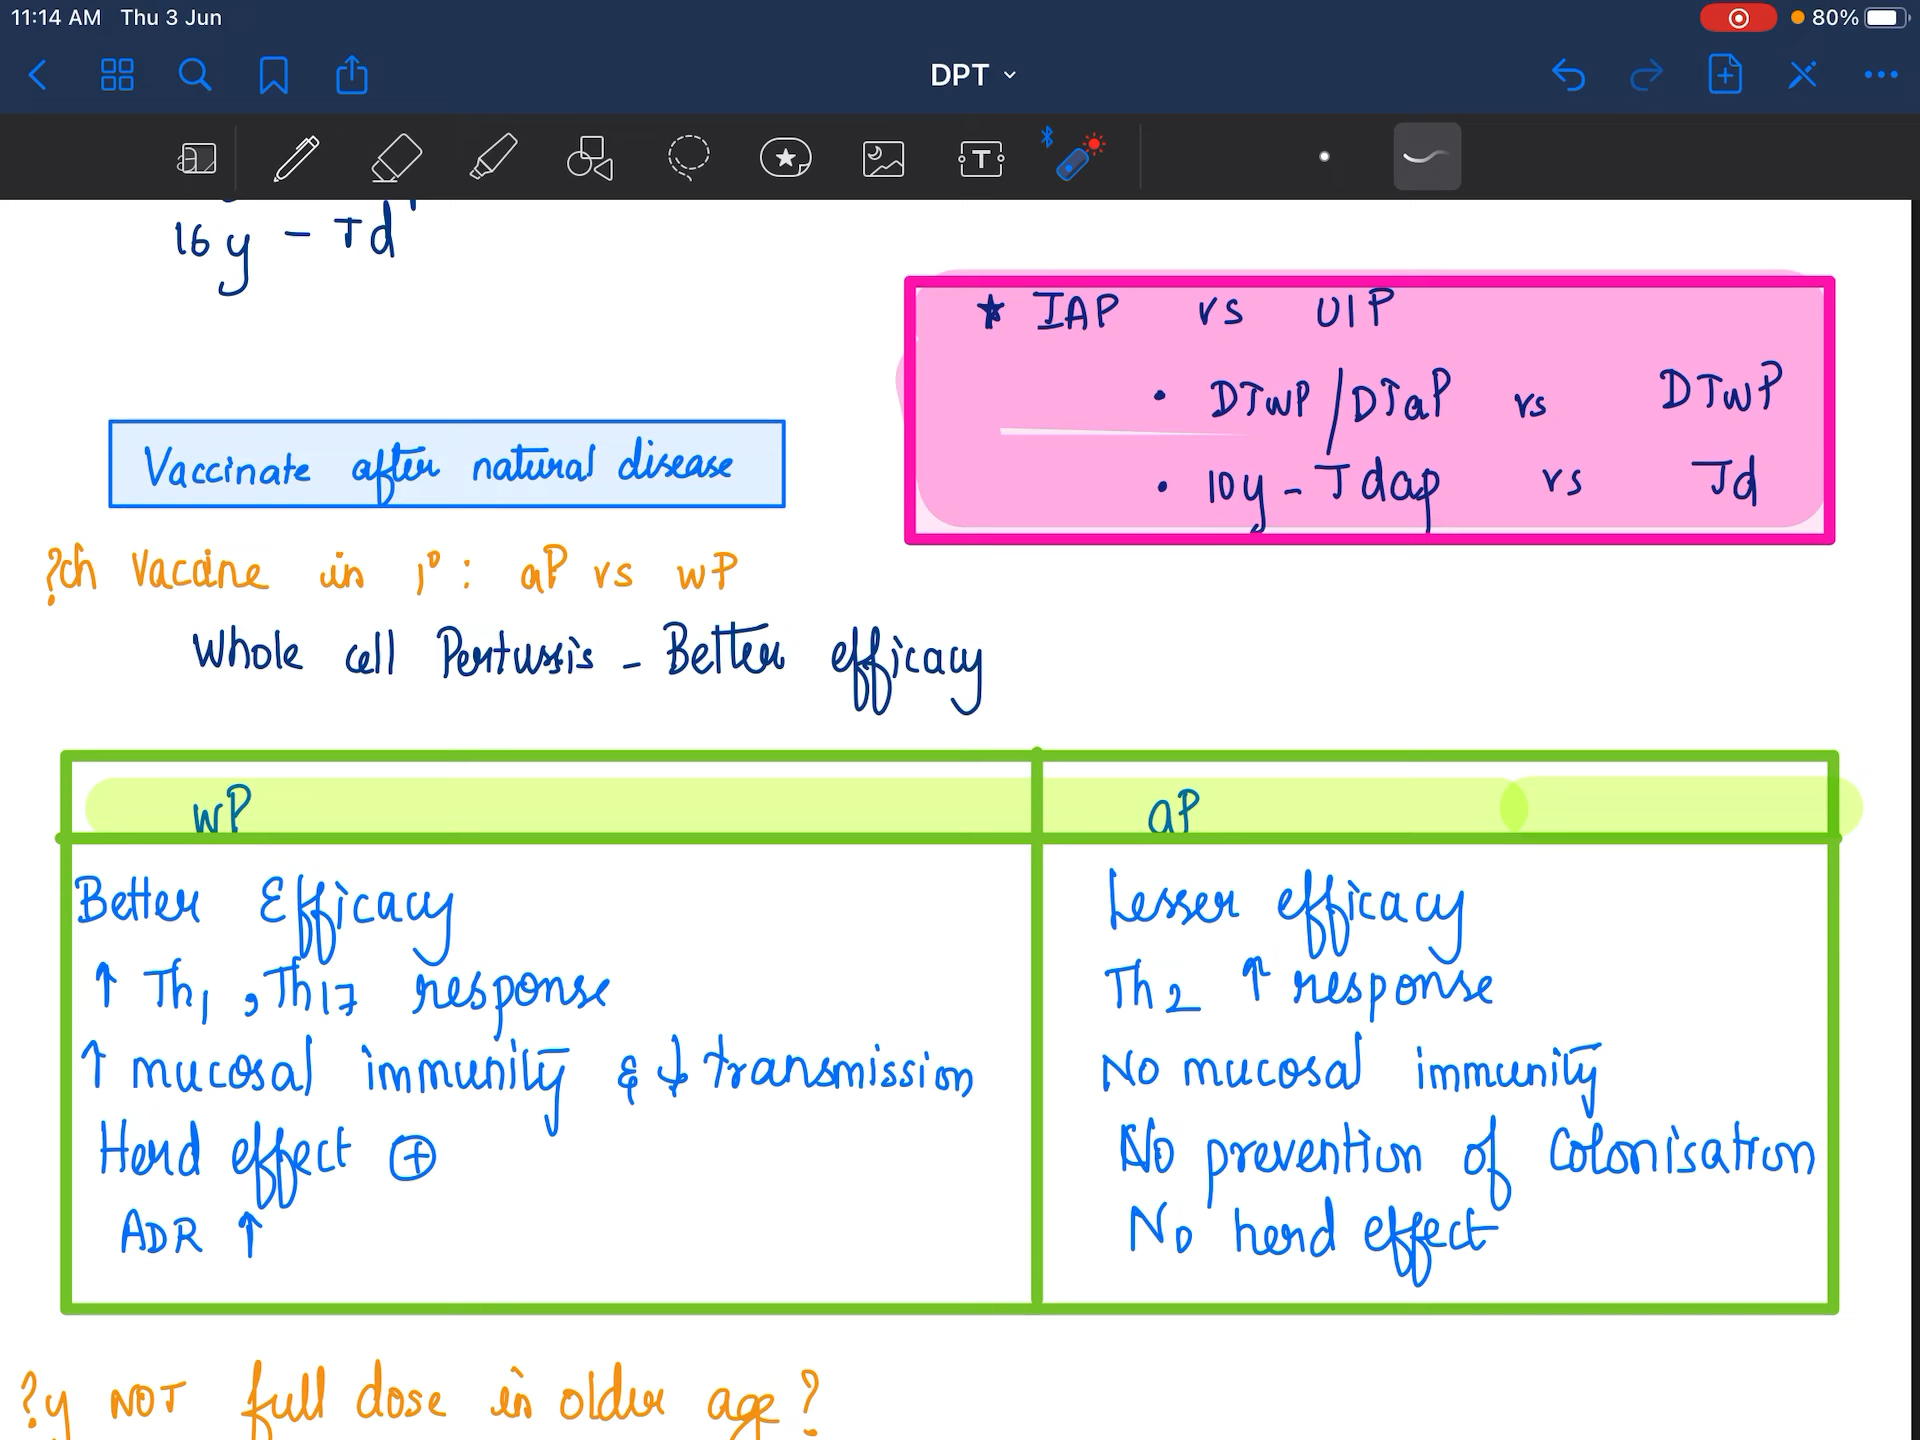 11:14 AM Thu 3 Jun
80%
DPT
T
16y - Td
★ IAP vs UIP
• DTwP/DTaP vs DTwP
• 10y - Tdap vs Td
Vaccinate after natural disease
?ch Vaccine in 1°: aP vs wP
Whole cell Pertussis - Better efficacy
wP
Better Efficacy
↑ Th1, Th17 response
↑ mucosal immunity & ↓ transmission
Herd effect ⊕
ADR ↑
aP
Lesser efficacy
Th2 ↑ response
No mucosal immunity
No prevention of Colonisation
No herd effect
?y NOT full dose in older age?